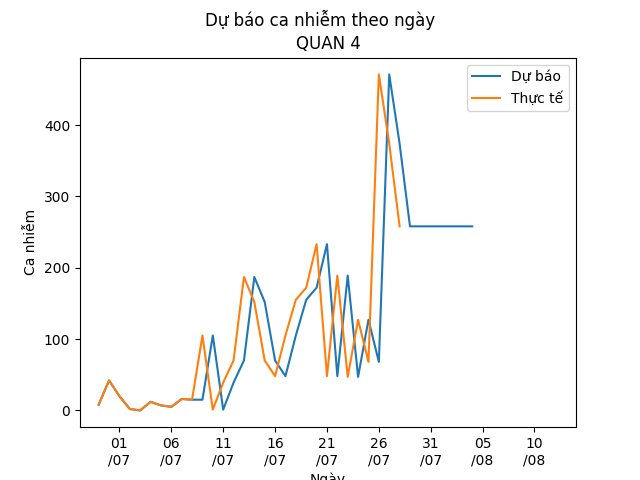 Dự báo ca nhiễm theo ngày
QUAN 4
Dự báo
Thực tế
Ca nhiễm
400
300
200
100
0
01 06 11 16 21 26 31 05 10
/07 /07 /07 /07 /07 /07 /07 /08 /08
Ngày